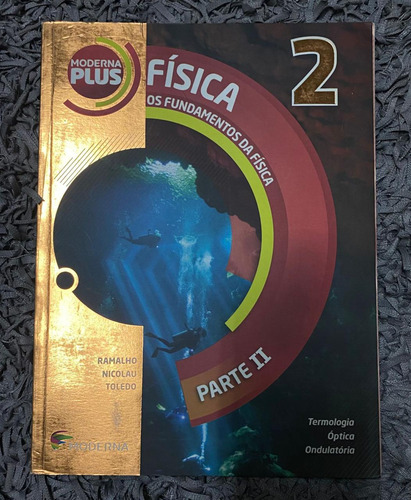 MODERNA
PLUS
FÍSICA
OS FUNDAMENTOS DA FÍSICA
2
PARTE II
RAMALHO
NICOLAU
TOLEDO
MODERNA
Termologia
Óptica
Ondulatória